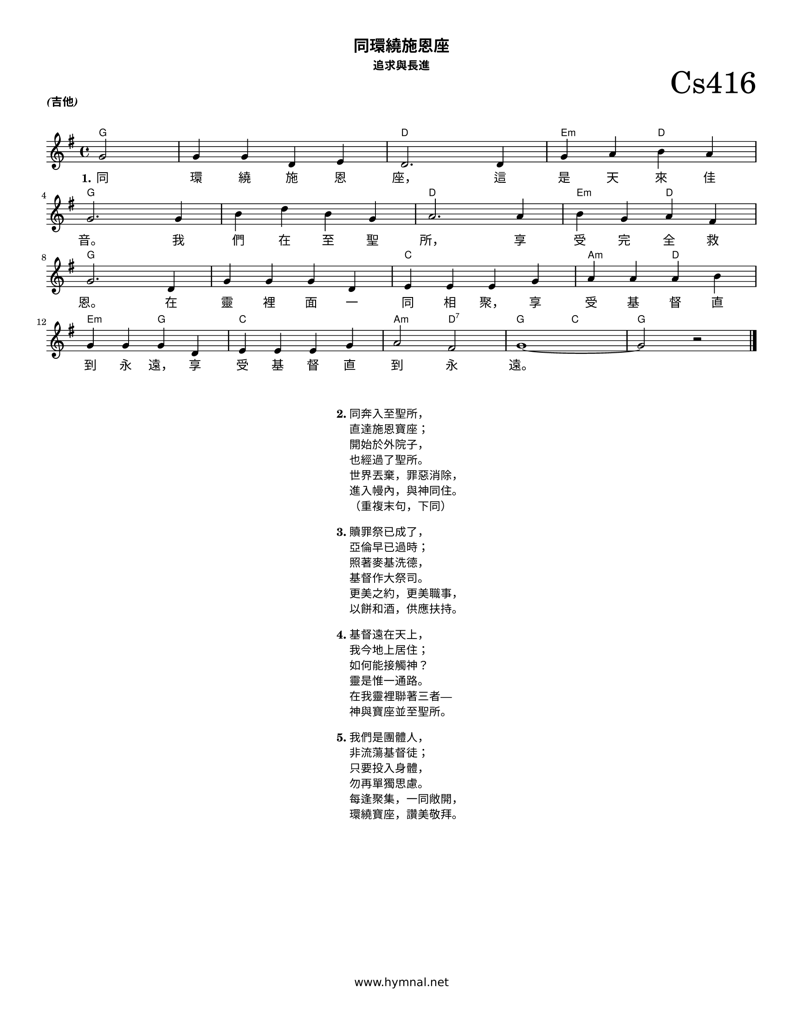 同環繞施恩座
追求與長進
Cs416
(吉他)
G D Em D
1. 同 環 繞 施 恩 座， 這 是 天 來 佳
4 G D Em D
音。 我 們 在 至 聖 所， 享 受 完 全 救
8 G C Am D
恩。 在 靈 裡 面 一 同 相 聚， 享 受 基 督 直
12 Em G C Am D7 G C G
到 永 遠， 享 受 基 督 直 到 永 遠。
2. 同奔入至聖所，
直達施恩寶座；
開始於外院子，
也經過了聖所。
世界丟棄，罪惡消除，
進入幔內，與神同住。
（重複末句，下同）
3. 贖罪祭已成了，
亞倫早已過時；
照著麥基洗德，
基督作大祭司。
更美之約，更美職事，
以餅和酒，供應扶持。
4. 基督遠在天上，
我今地上居住；
如何能接觸神？
靈是惟一通路。
在我靈裡聯著三者—
神與寶座並至聖所。
5. 我們是團體人，
非流蕩基督徒；
只要投入身體，
勿再單獨思慮。
每逢聚集，一同敞開，
環繞寶座，讚美敬拜。
www.hymnal.net